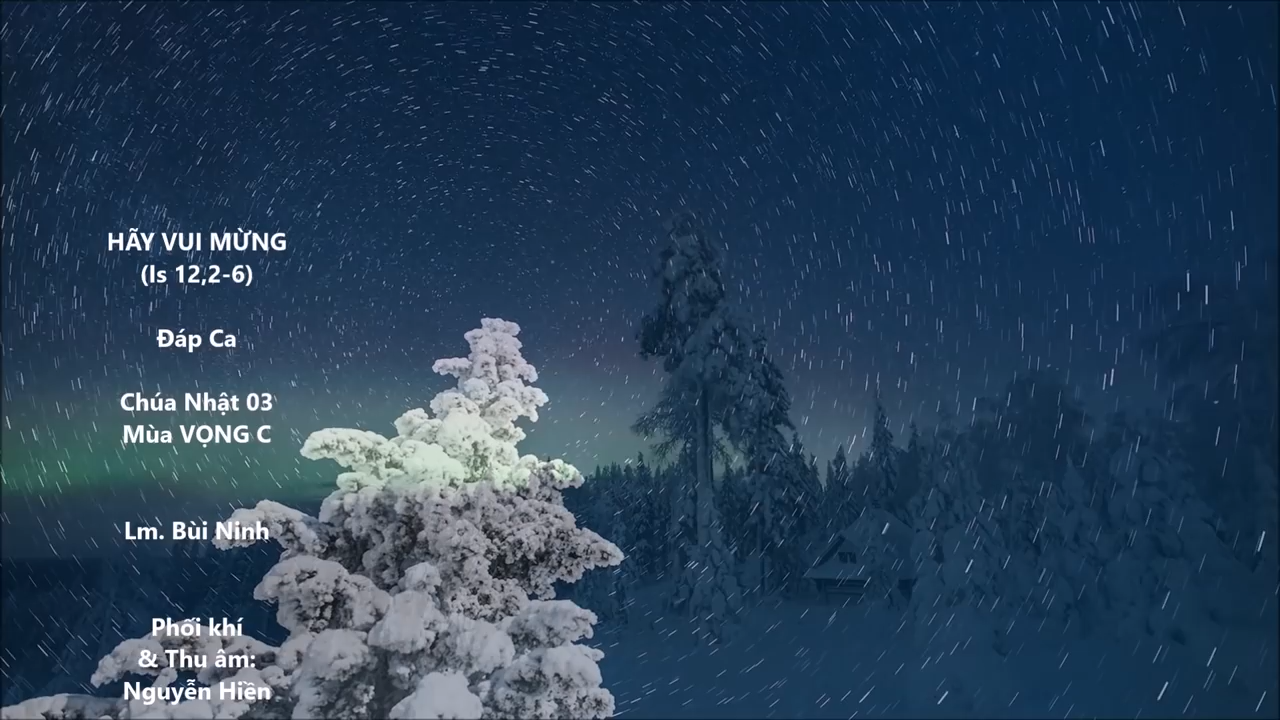 HÃY VUI MỪNG
(Is 12,2-6)
Đáp Ca
Chúa Nhật 03
Mùa VỌNG C
Lm. Bùi Ninh
Phối khí
& Thu âm:
Nguyễn Hiền